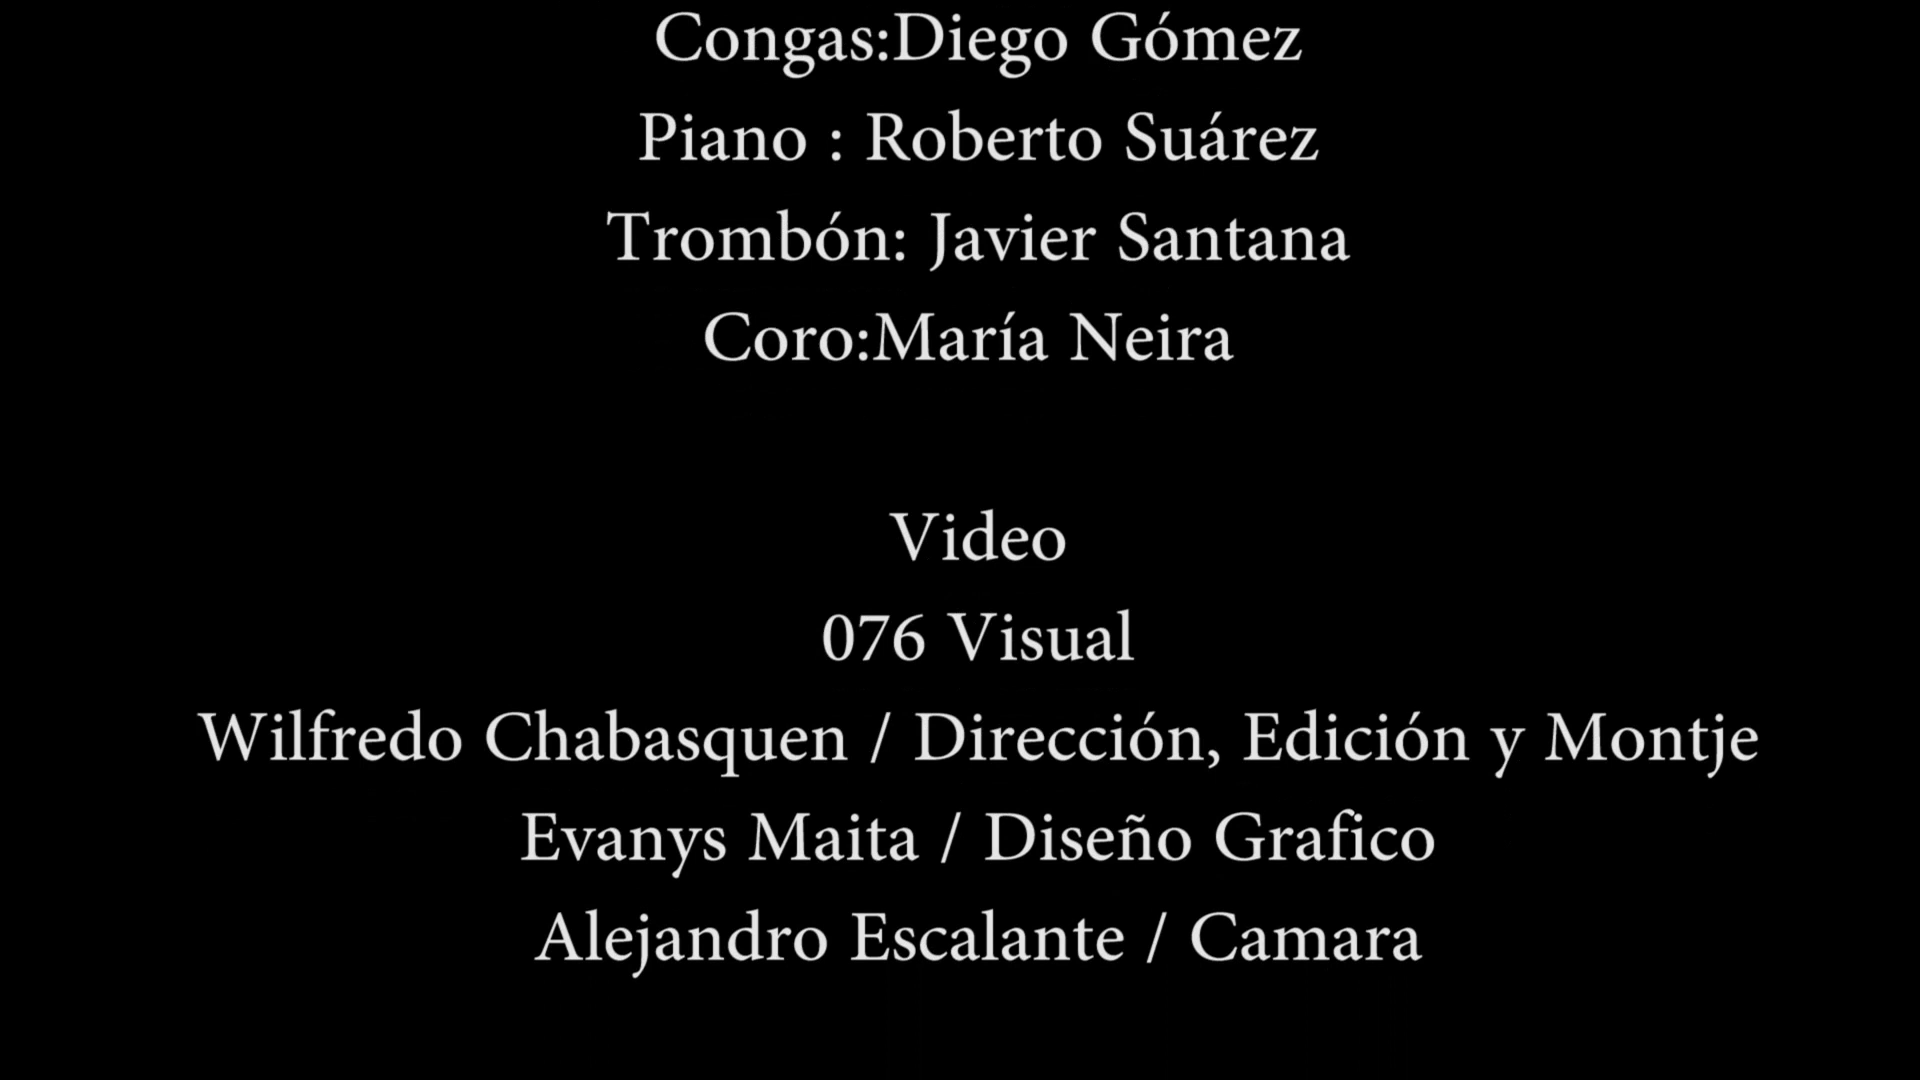 Congas:Diego Gómez
Piano : Roberto Suárez
Trombón: Javier Santana
Coro:María Neira
Video
076 Visual
Wilfredo Chabasquen / Dirección, Edición y Montje
Evanys Maita / Diseño Grafico
Alejandro Escalante / Camara